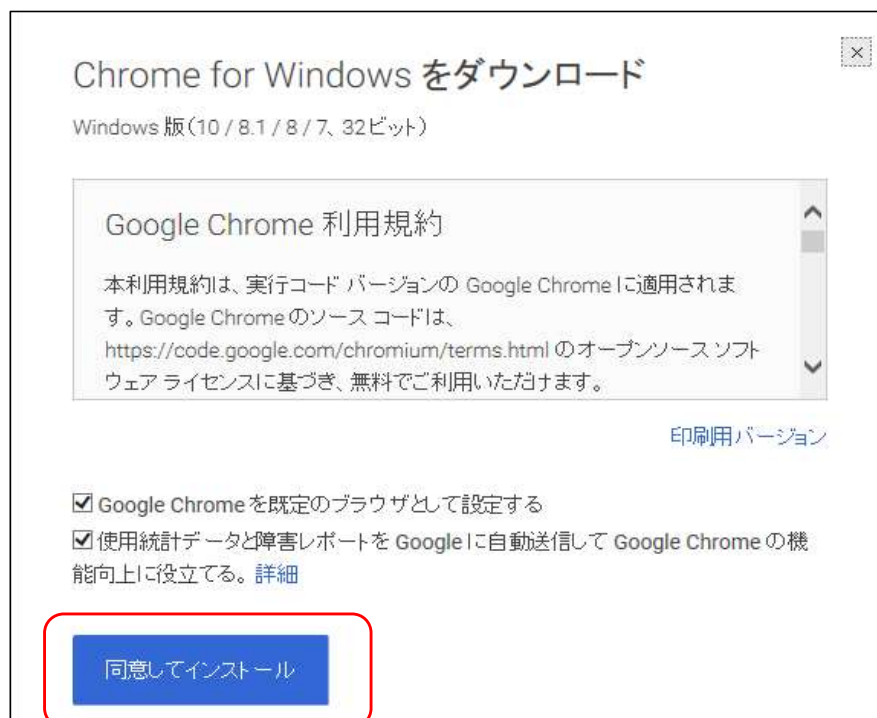 Chrome for Windows をダウンロード
Windows 版（10 / 8.1 / 8 / 7、32ビット）
Google Chrome 利用規約
本利用規約は、実行コード バージョンの Google Chrome に適用されま
す。Google Chrome のソース コードは、
https://code.google.com/chromium/terms.html のオープンソース ソフト
ウェア ライセンスに基づき、無料でご利用いただけます。
印刷用バージョン
Google Chrome を既定のブラウザとして設定する
使用統計データと障害レポートを Google に自動送信して Google Chrome の機
能向上に役立てる。詳細
同意してインストール